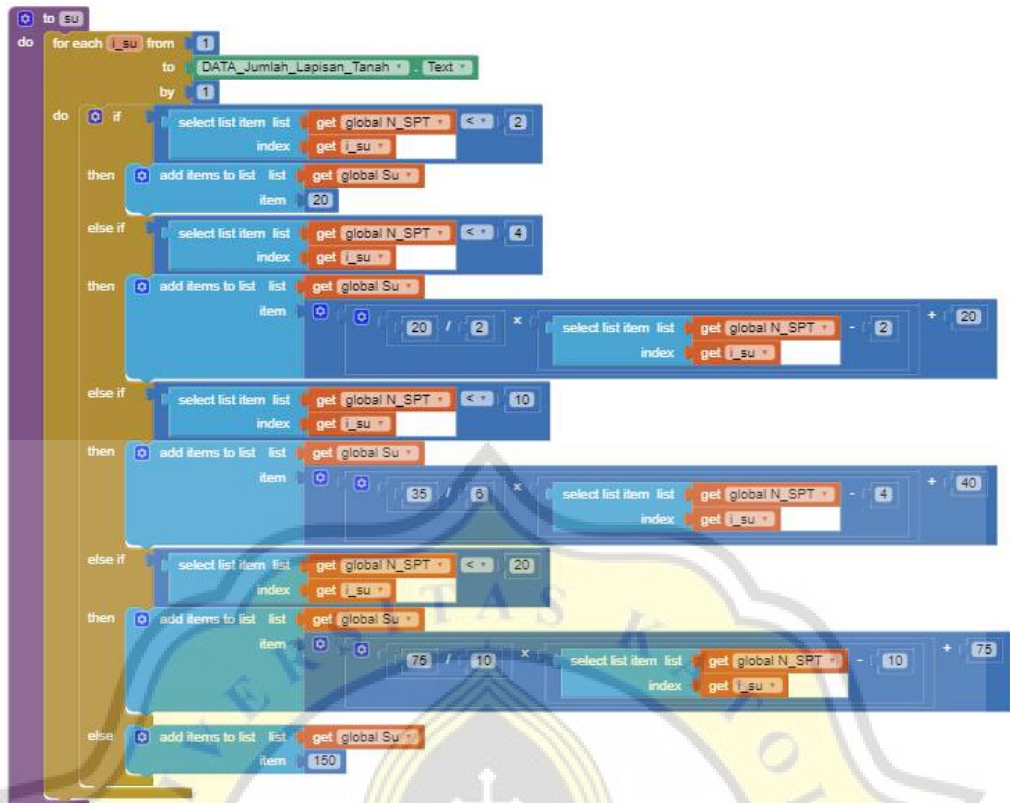 to su
do for each i_su from 1
to DATA_Jumlah_Lapisan_Tanah . Text
by 1
do if select list item list get global N_SPT < 2
index get i_su
then add items to list list get global Su
item 20
else if select list item list get global N_SPT < 4
index get i_su
then add items to list list get global Su
item 20 / 2 × select list item list get global N_SPT - 2 + 20
index get i_su
else if select list item list get global N_SPT < 10
index get i_su
then add items to list list get global Su
item 35 / 6 × select list item list get global N_SPT - 4 + 40
index get i_su
else if select list item list get global N_SPT < 20
index get i_su
then add items to list list get global Su
item 75 / 10 × select list item list get global N_SPT - 10 + 75
index get i_su
else add items to list list get global Su
item 150